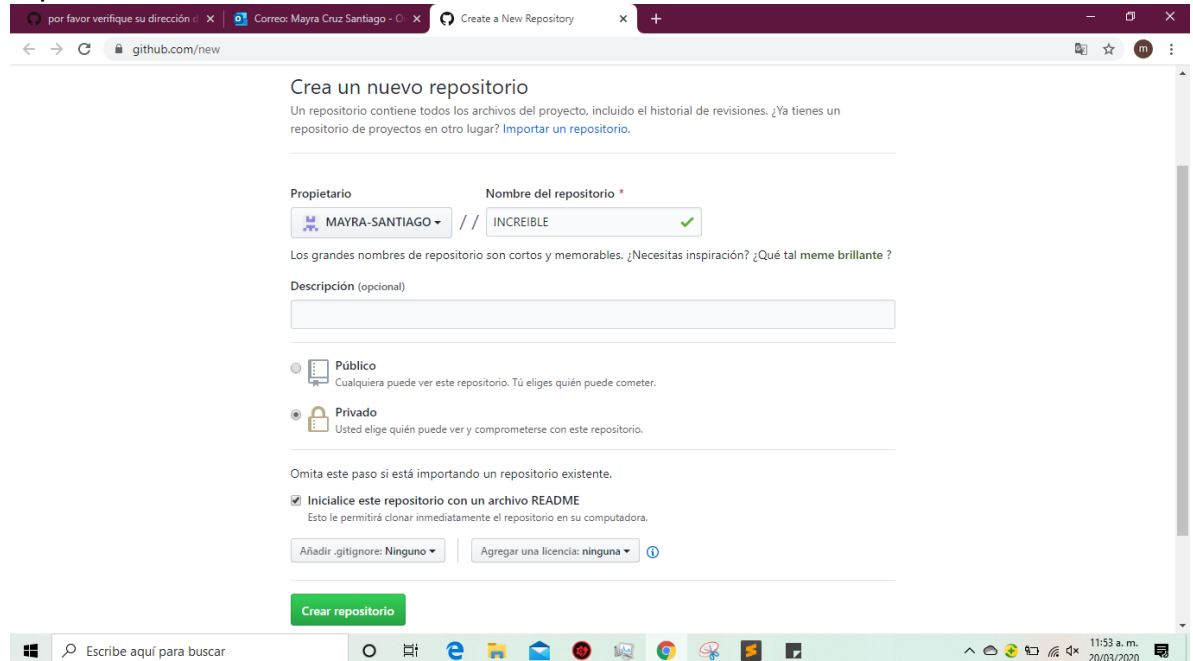 por favor verifique su dirección d
Correo: Mayra Cruz Santiago - O
Create a New Repository
github.com/new
m
Crea un nuevo repositorio
Un repositorio contiene todos los archivos del proyecto, incluido el historial de revisiones. ¿Ya tienes un
repositorio de proyectos en otro lugar? Importar un repositorio.
Propietario
Nombre del repositorio *
MAYRA-SANTIAGO
/ /
INCREIBLE
Los grandes nombres de repositorio son cortos y memorables. ¿Necesitas inspiración? ¿Qué tal meme brillante ?
Descripción (opcional)
Público
Cualquiera puede ver este repositorio. Tú eliges quién puede cometer.
Privado
Usted elige quién puede ver y comprometerse con este repositorio.
Omita este paso si está importando un repositorio existente.
Inicialice este repositorio con un archivo README
Esto le permitirá clonar inmediatamente el repositorio en su computadora.
Añadir .gitignore: Ninguno
Agregar una licencia: ninguna
Crear repositorio
Escribe aquí para buscar
11:53 a. m.
20/03/2020